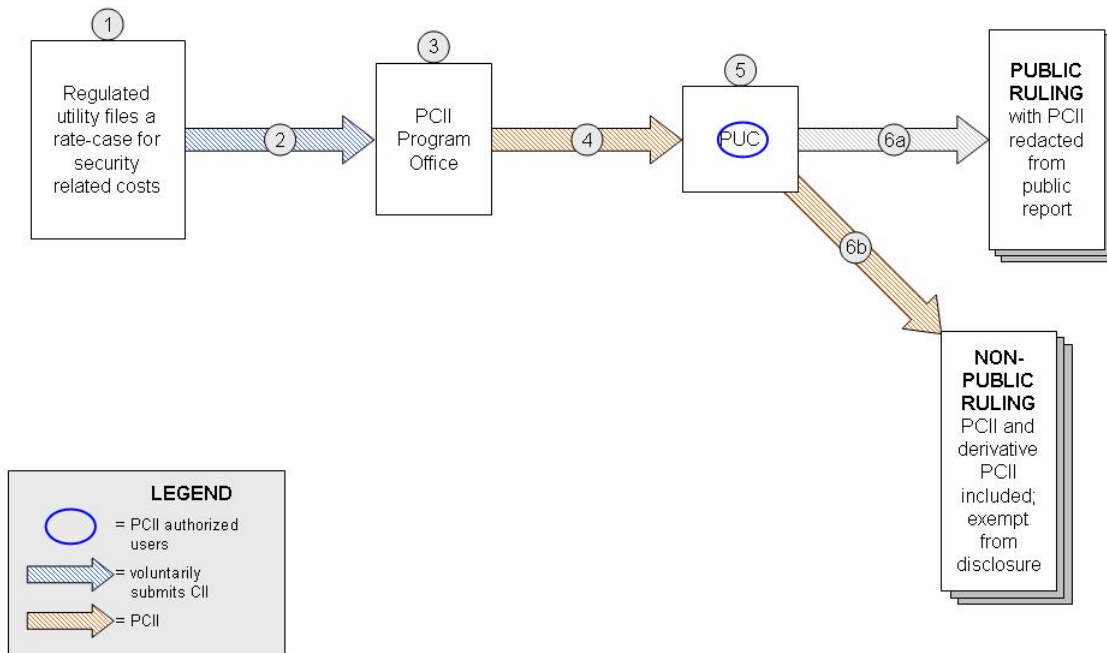 1
Regulated
utility files a
rate-case for
security
related costs
2
3
PCII
Program
Office
4
5
PUC
6a
PUBLIC
RULING
with PCII
redacted
from
public
report
6b
NON-
PUBLIC
RULING
PCII and
derivative
PCII
included;
exempt
from
disclosure
LEGEND
= PCII authorized
users
= voluntarily
submits CII
= PCII